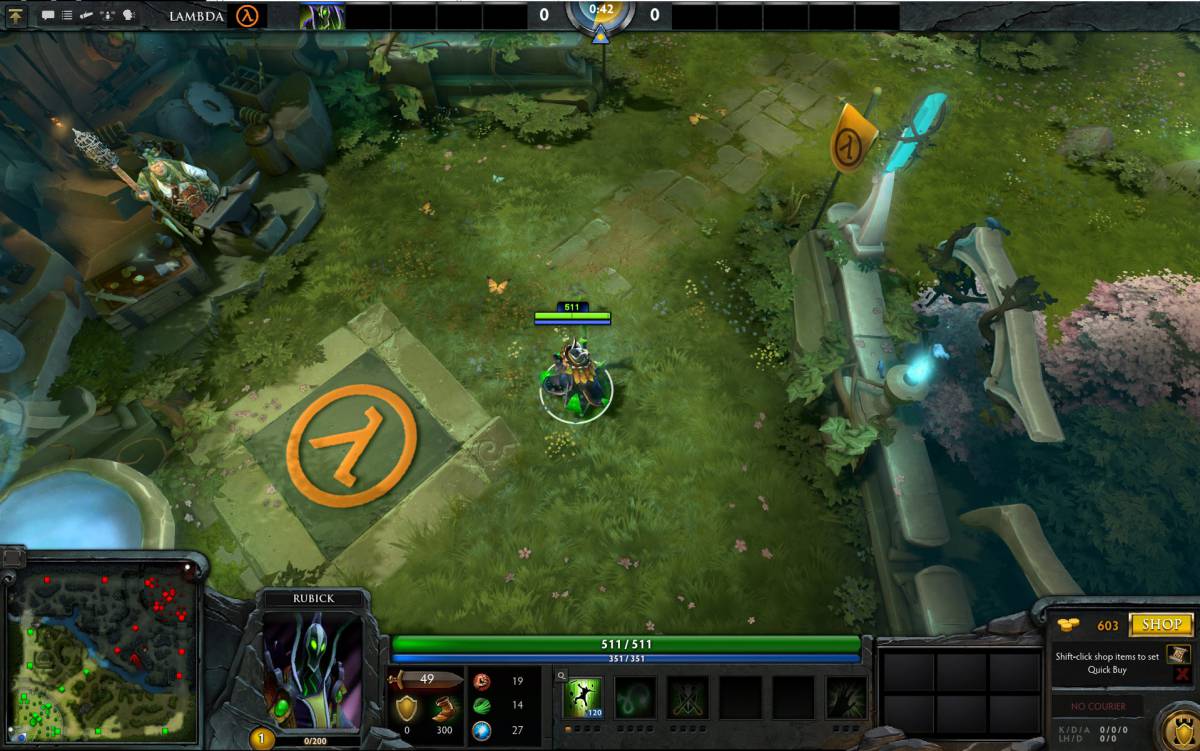 LAMBDA
0
0:42
0
511
RUBICK
1
0/200
511 / 511
351 / 351
49
0
300
19
14
27
Q
120
603
SHOP
Shift-click shop items to set
Quick Buy
NO COURIER
K / D / A 0/0/0
LH / D 0/0